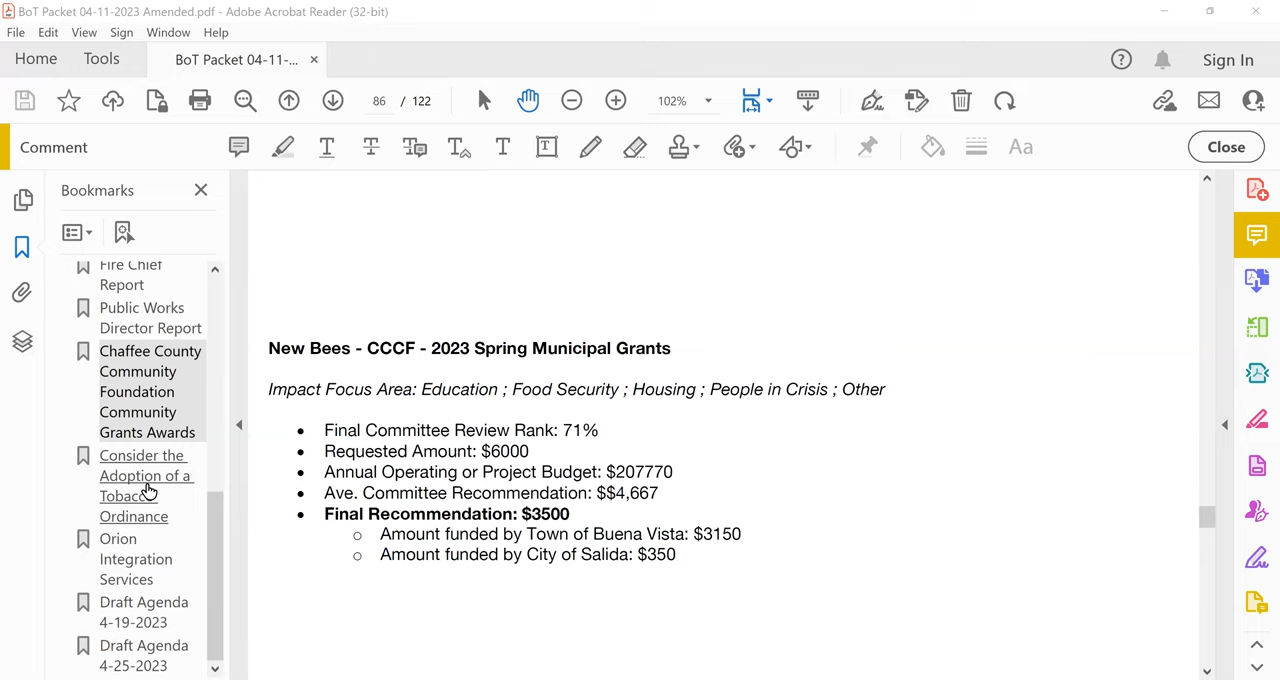 BoT Packet 04-11-2023 Amended.pdf - Adobe Acrobat Reader (32-bit)
File Edit View Sign Window Help
Home Tools BoT Packet 04-11-... × Sign In
86 / 122 102%
Comment Close
Bookmarks
Fire Chief
Report
Public Works
Director Report
Chaffee County
Community
Foundation
Community
Grants Awards
Consider the
Adoption of a
Tobacco
Ordinance
Orion
Integration
Services
Draft Agenda
4-19-2023
Draft Agenda
4-25-2023
New Bees - CCCF - 2023 Spring Municipal Grants
Impact Focus Area: Education ; Food Security ; Housing ; People in Crisis ; Other
• Final Committee Review Rank: 71%
• Requested Amount: $6000
• Annual Operating or Project Budget: $207770
• Ave. Committee Recommendation: $$4,667
• Final Recommendation: $3500
○ Amount funded by Town of Buena Vista: $3150
○ Amount funded by City of Salida: $350